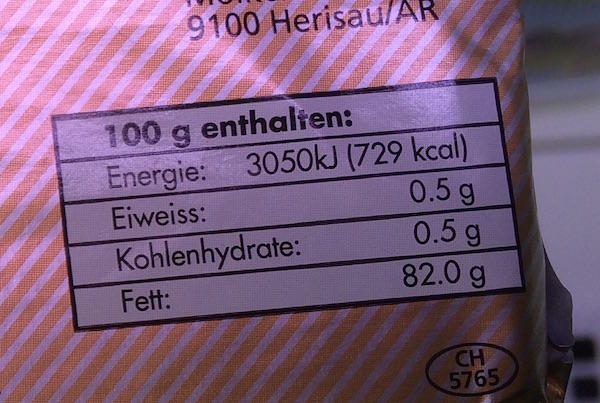 9100 Herisau/AR
100 g enthalten:
Energie: 3050kJ (729 kcal)
Eiweiss: 0.5 g
Kohlenhydrate: 0.5 g
Fett: 82.0 g
CH
5765